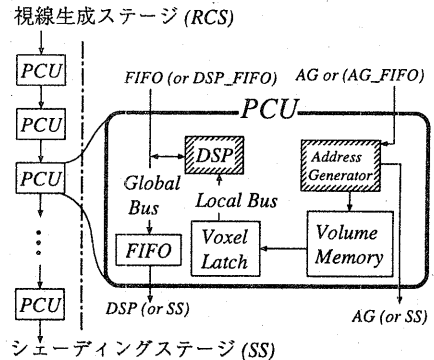 視線生成ステージ(RCS)
PCU
PCU
PCU
PCU
シェーディングステージ(SS)
FIFO (or DSP_FIFO)
AG or (AG_FIFO)
PCU
DSP
Address
Generator
Global
Bus
Local Bus
FIFO
Voxel
Latch
Volume
Memory
DSP (or SS)
AG (or SS)